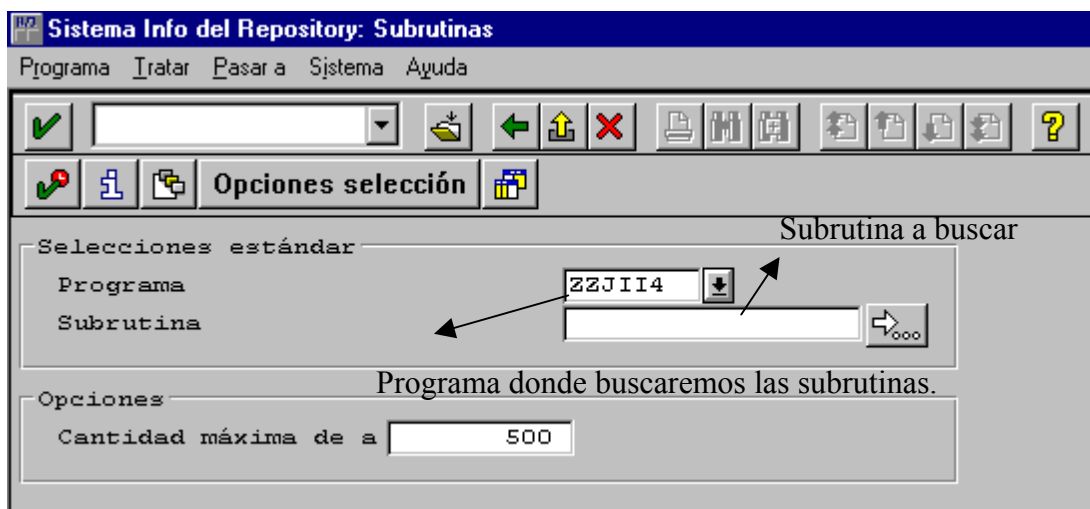 Sistema Info del Repository: Subrutinas
Programa Tratar Pasar a Sistema Ayuda
Opciones selección
Subrutina a buscar
Selecciones estándar
Programa ZZJII4
Subrutina
Programa donde buscaremos las subrutinas.
Opciones
Cantidad máxima de a 500